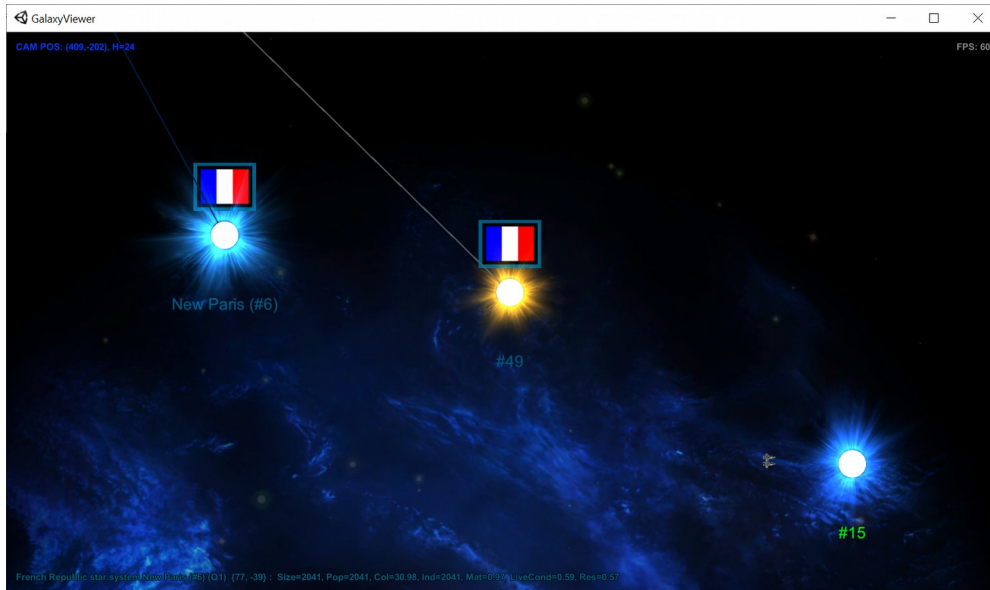 GalaxyViewer
CAM POS: (409,-202), H=24
FPS: 60
New Paris (#6)
#49
#15
French Republic star system New Paris (#6) (Q1) {77, -39} : Size=2041, Pop=2041, Col=30.98, Ind=2041, Mat=0.97, LiveCond=0.59, Res=0.57